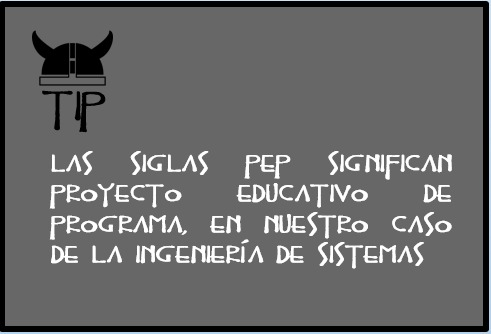 TIP
LAS SIGLAS PEP SIGNIFICAN
PROYECTO EDUCATIVO DE
PROGRAMA, EN NUESTRO CASO
DE LA INGENIERÍA DE SISTEMAS